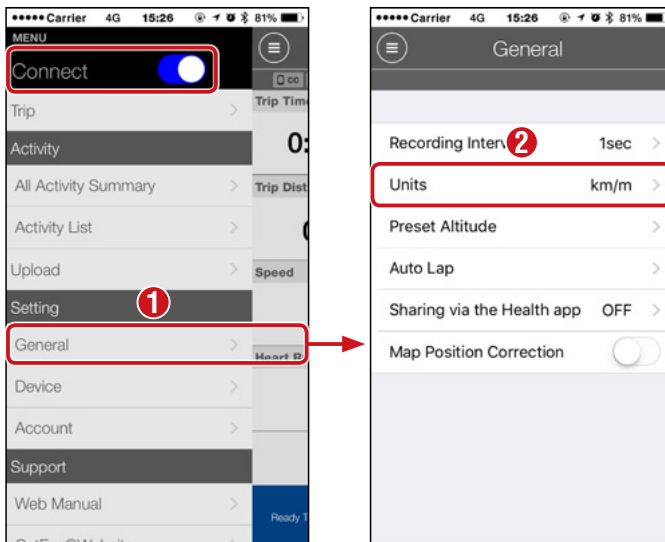 Carrier 4G 15:26 81%
MENU
Connect
cc
Trip
Trip
Activity
0:
All Activity Summary
Trip Dist
Activity List
Upload
Speed
Setting
1
General
Heart
Device
Account
Support
Web Manual
Ready
Carrier 4G 15:26 81%
General
Recording 2 1sec
Units km/m
Preset Altitude
Auto Lap
Sharing via the Health app OFF
Map Position Correction